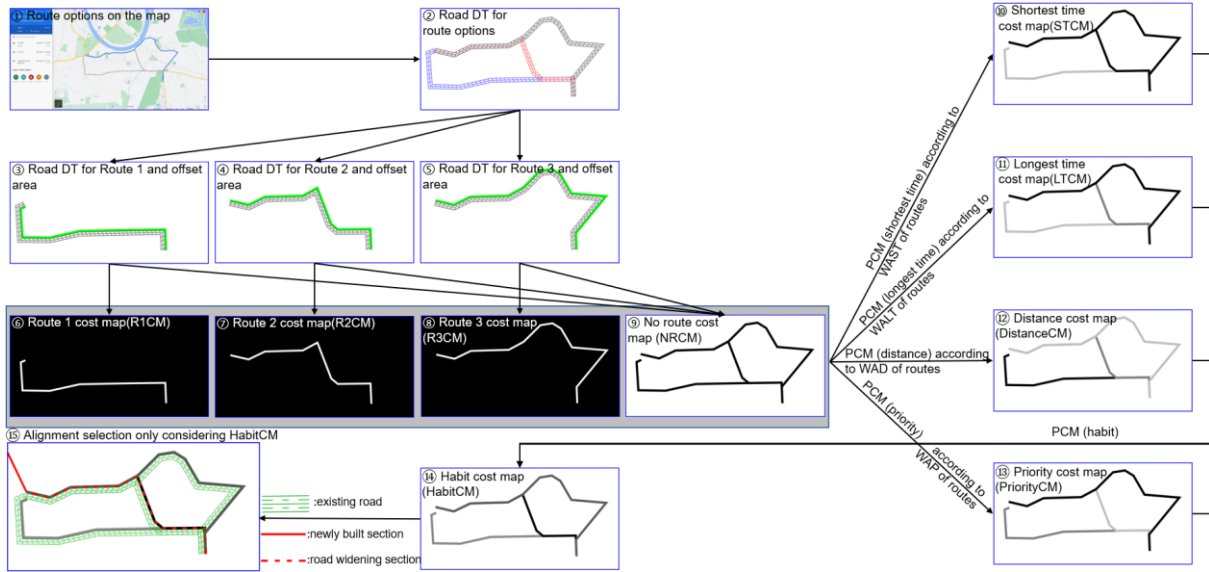 ① Route options on the map
② Road DT for
route options
③ Road DT for Route 1 and offset
area
④ Road DT for Route 2 and offset
area
⑤ Road DT for Route 3 and offset
area
⑥ Route 1 cost map(R1CM)
⑦ Route 2 cost map(R2CM)
⑧ Route 3 cost map
(R3CM)
⑨ No route cost
map (NRCM)
PCM (shortest time) according to
WAST of routes
PCM (longest time) according to
WALT of routes
PCM (distance) according
to WAD of routes
PCM (priority) according to
WAP of routes
⑩ Shortest time
cost map(STCM)
⑪ Longest time
cost map(LTCM)
⑫ Distance cost map
(DistanceCM)
⑬ Priority cost map
(PriorityCM)
PCM (habit)
⑭ Habit cost map
(HabitCM)
⑮ Alignment selection only considering HabitCM
:existing road
:newly built section
:road widening section